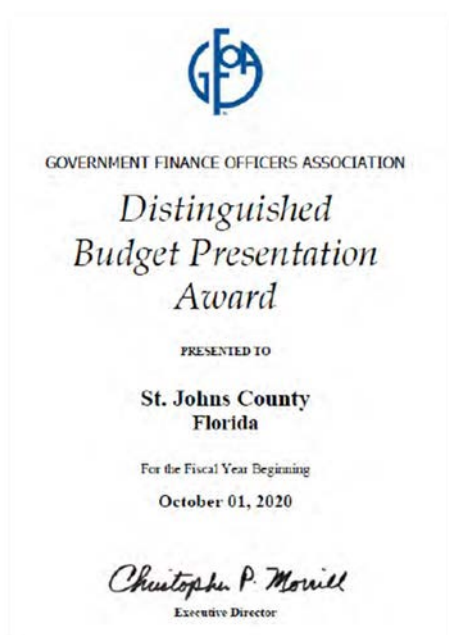 GFOA
GOVERNMENT FINANCE OFFICERS ASSOCIATION
Distinguished
Budget Presentation
Award
PRESENTED TO
St. Johns County
Florida
For the Fiscal Year Beginning
October 01, 2020
Christopher P. Morrill
Executive Director